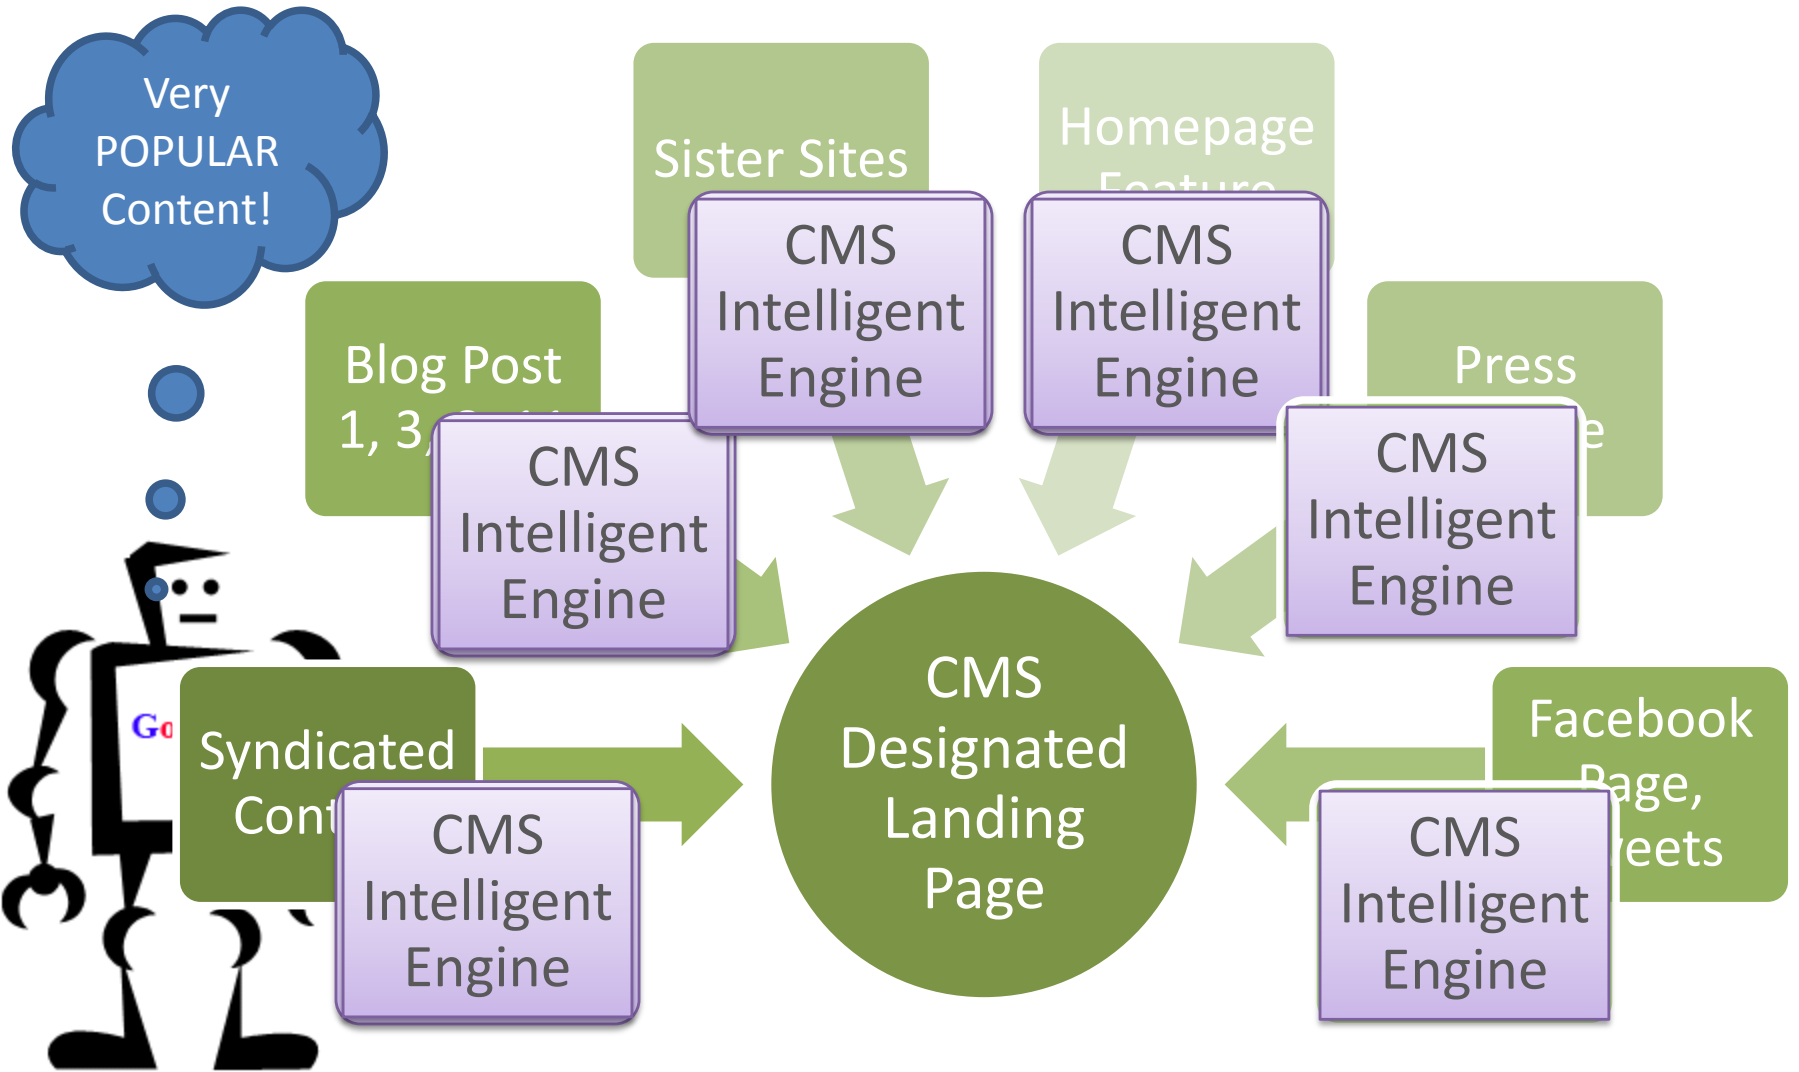 Very
POPULAR
Content!
Sister Sites
Homepage
Feature
CMS
Intelligent
Engine
CMS
Intelligent
Engine
Blog Post
1, 3,
CMS
Intelligent
Engine
Press
CMS
Intelligent
Engine
Syndicated
CMS
Intelligent
Engine
CMS
Designated
Landing
Page
Facebook
Page,
CMS
Intelligent
Engine